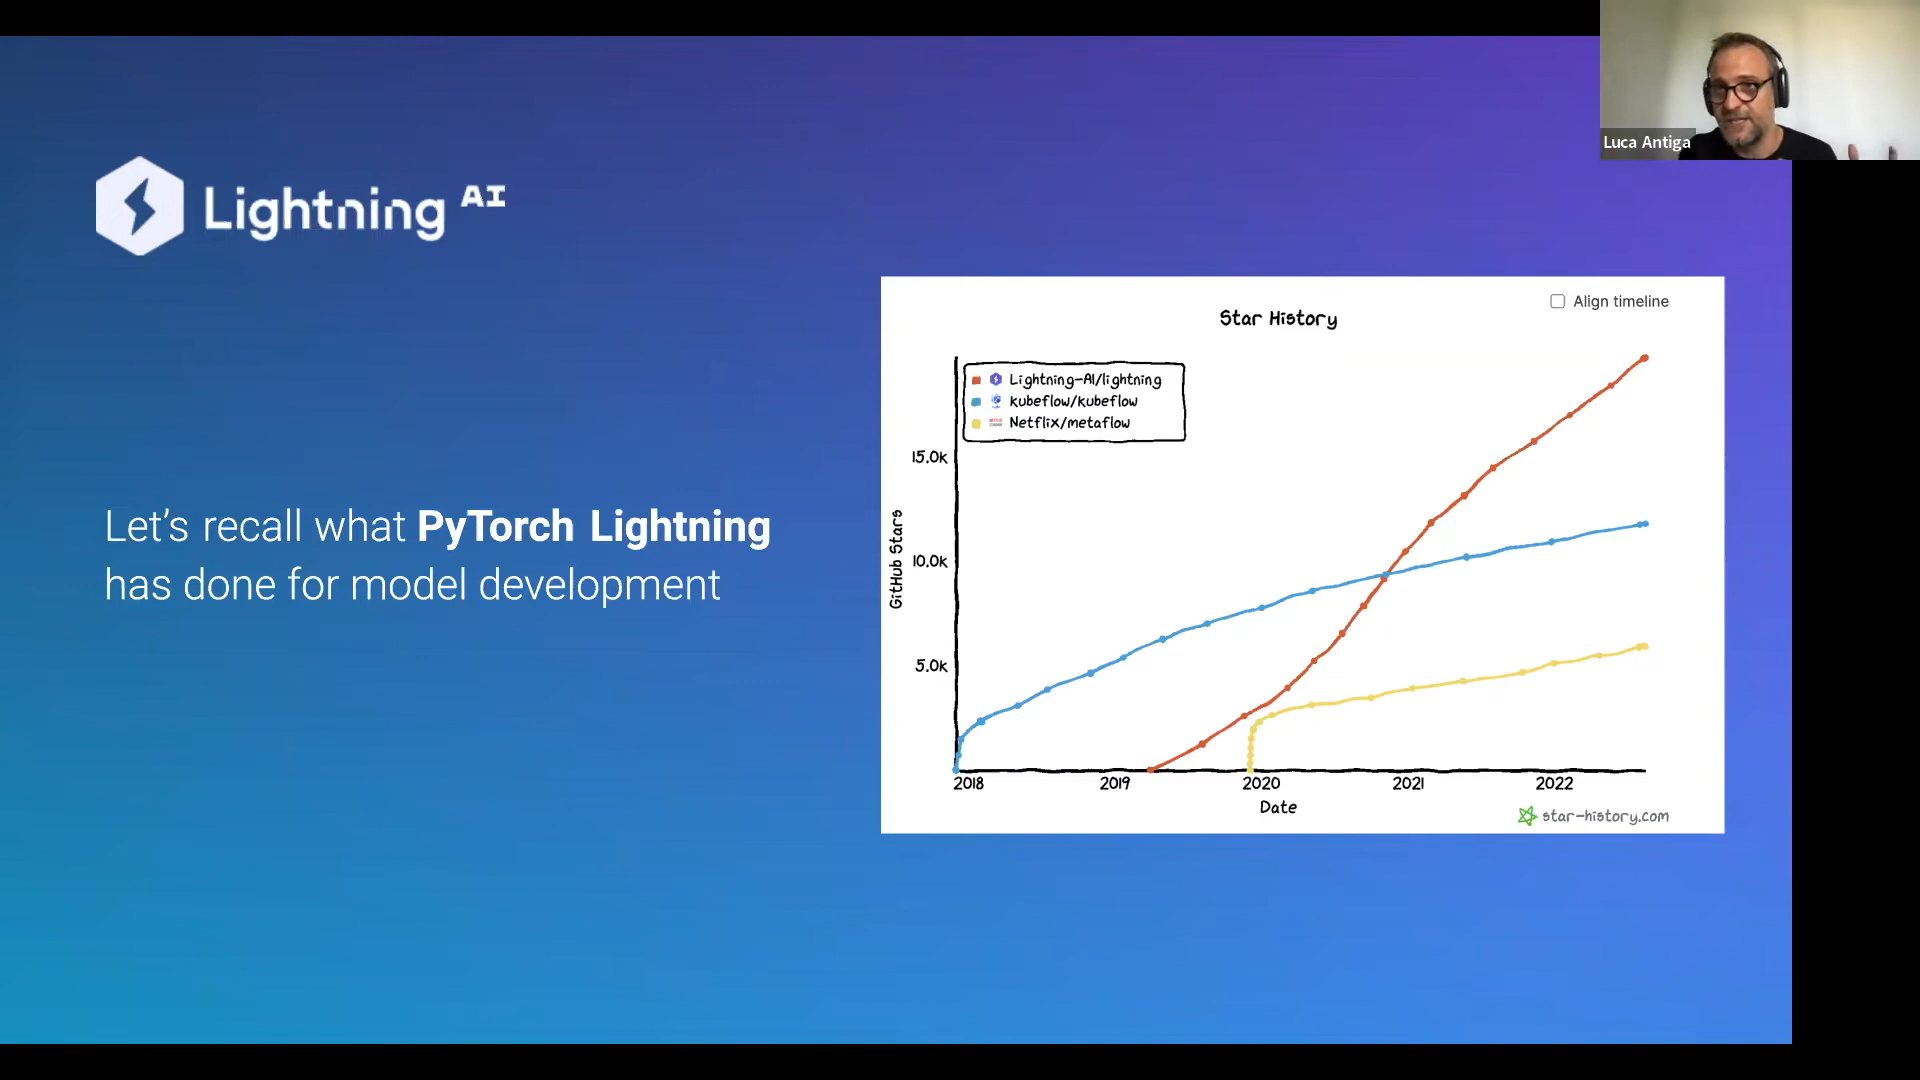 Luca Antiga
Lightning AI
Let's recall what PyTorch Lightning
has done for model development
Align timeline
Star History
Lightning-AI/lightning
kubeflow/kubeflow
Netflix/metaflow
15.0k
10.0k
5.0k
GitHub Stars
2018 2019 2020 2021 2022
Date
star-history.com